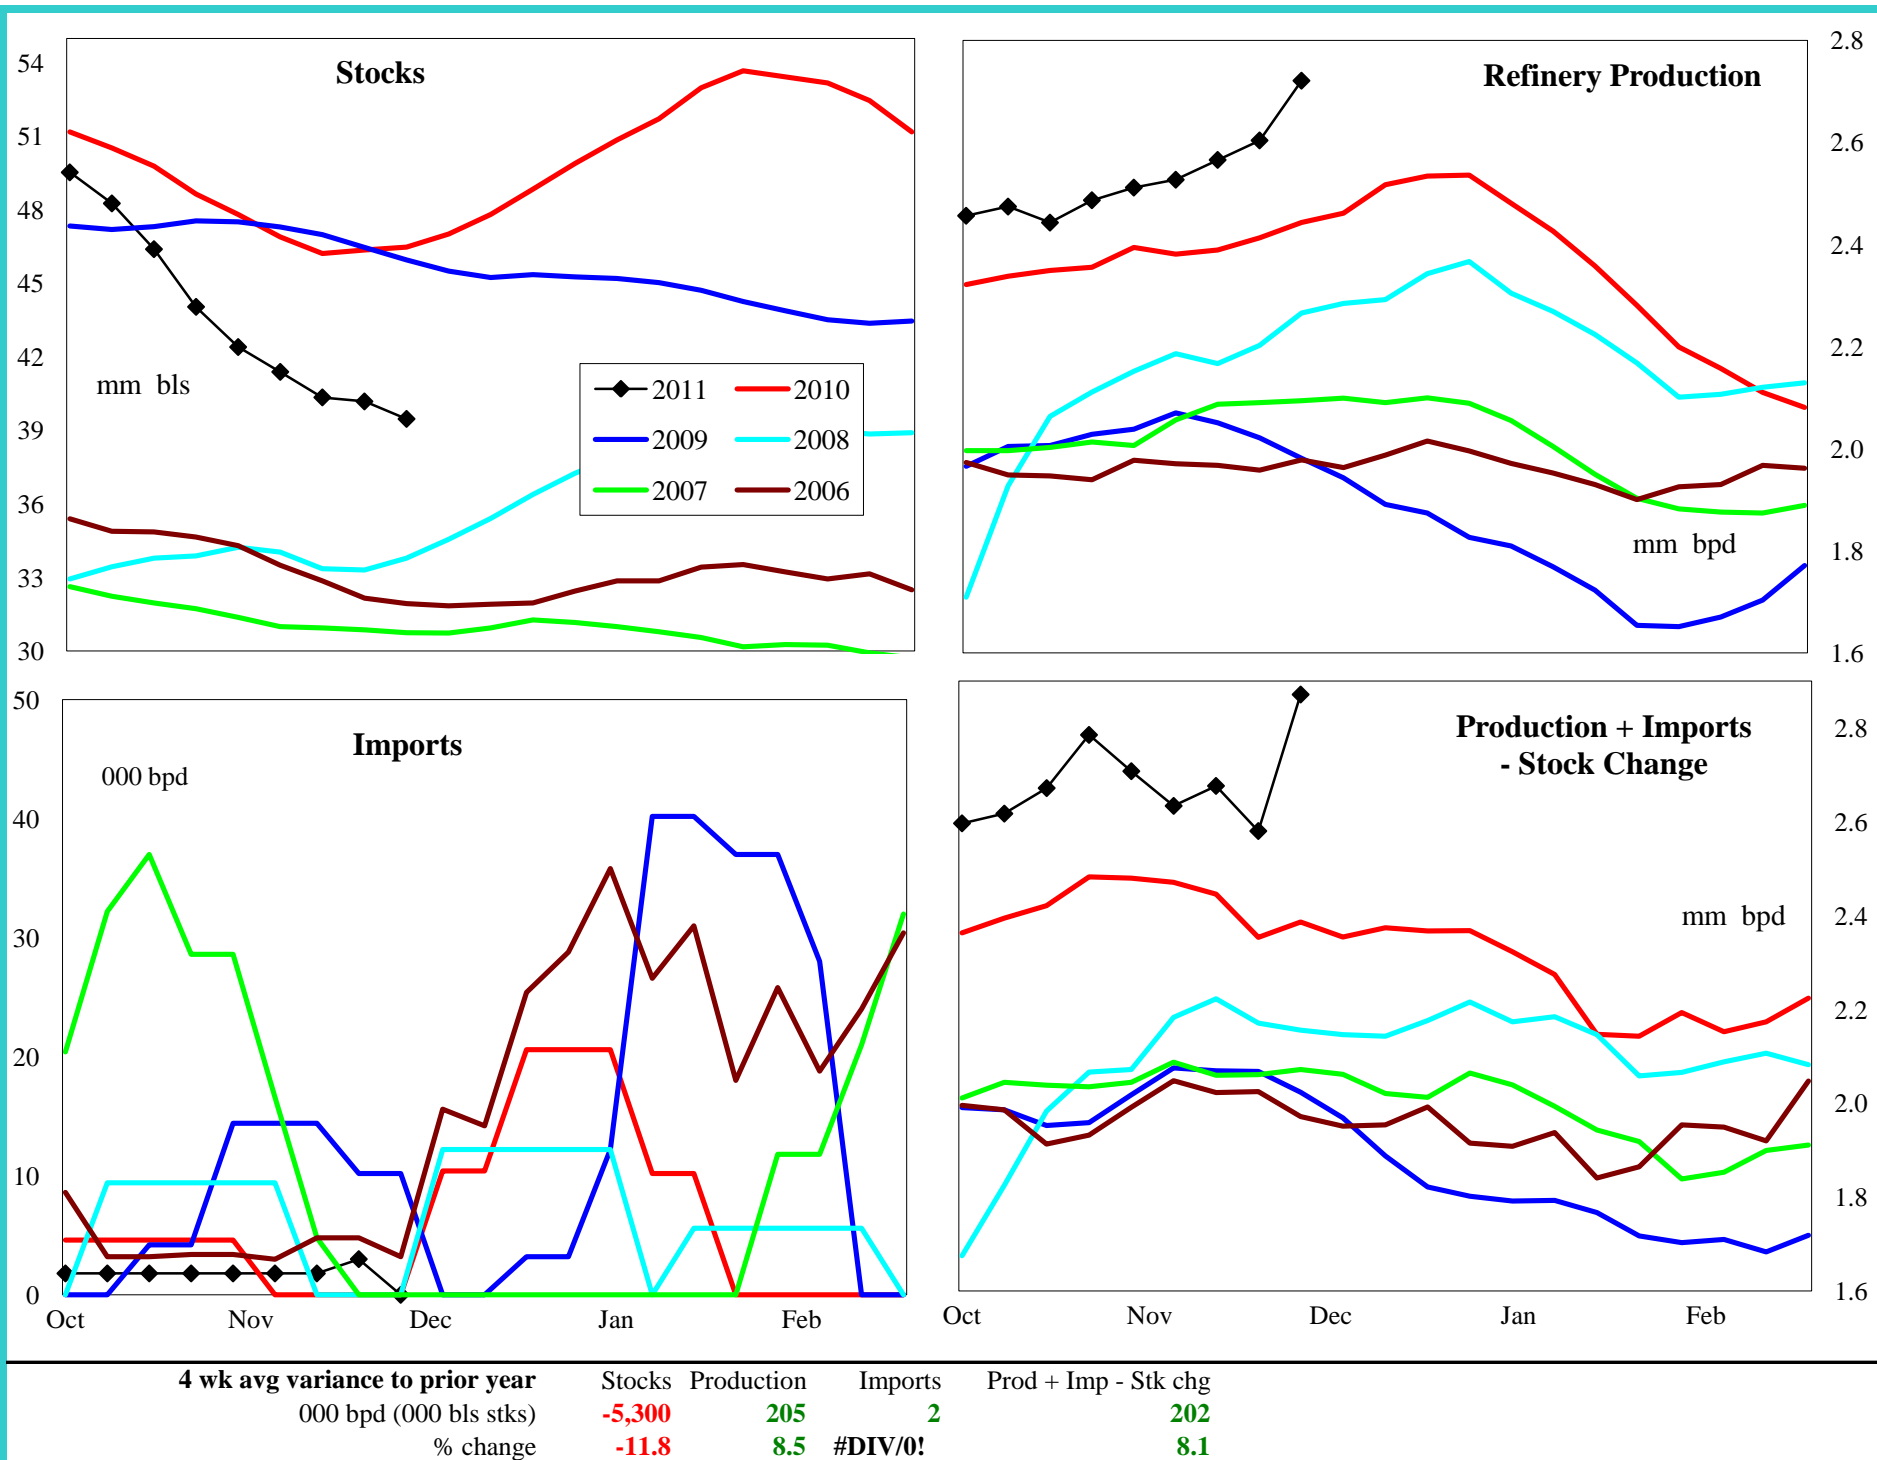 Stocks
54
51
48
45
42
39
36
33
30
mm bls
2011 2010
2009 2008
2007 2006
Refinery Production
2.8
2.6
2.4
2.2
2.0
1.8
1.6
mm bpd
Imports
000 bpd
50
40
30
20
10
0
Oct Nov Dec Jan Feb
Production + Imports
- Stock Change
mm bpd
2.8
2.6
2.4
2.2
2.0
1.8
1.6
Oct Nov Dec Jan Feb
4 wk avg variance to prior year Stocks Production Imports Prod + Imp - Stk chg
000 bpd (000 bls stks) -5,300 205 2 202
% change -11.8 8.5 #DIV/0! 8.1